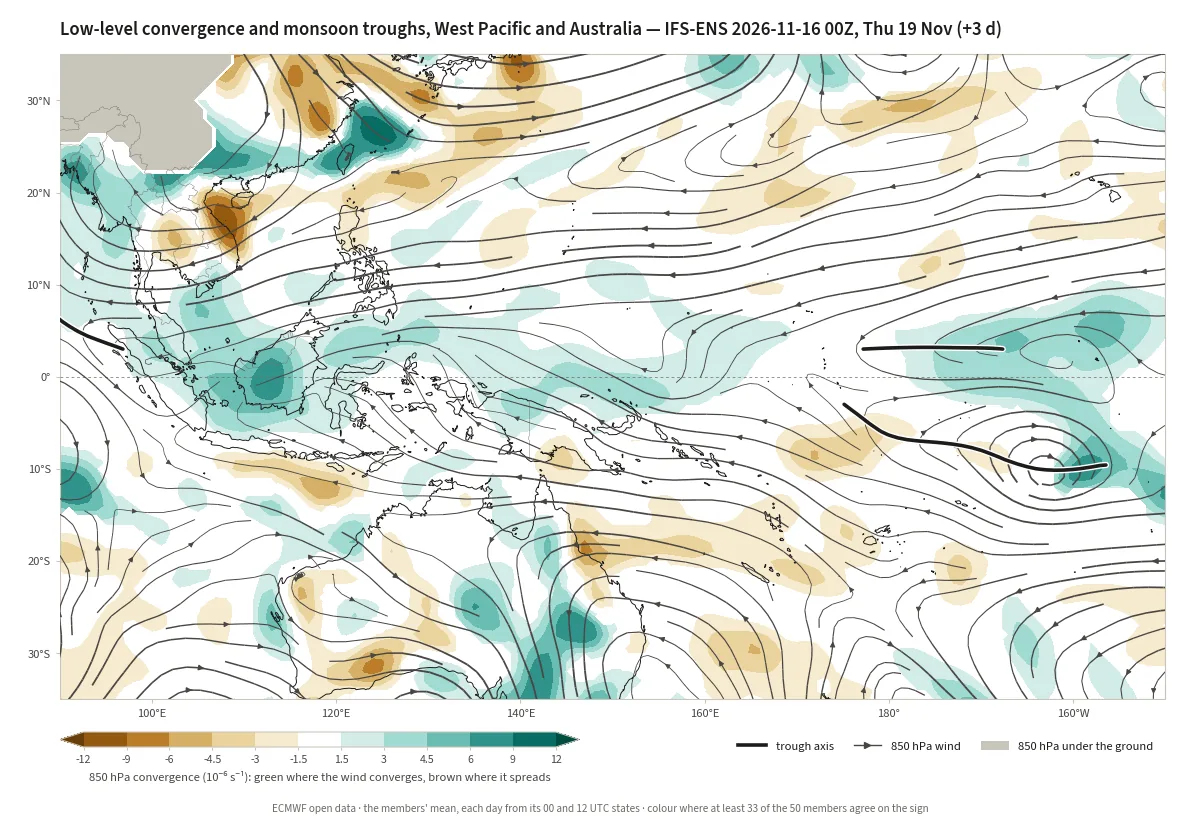 Low-level convergence and monsoon troughs, West Pacific and Australia — IFS-ENS 2026-11-16 00Z, Thu 19 Nov (+3 d)
30°N
20°N
10°N
0°
10°S
20°S
30°S
100°E 120°E 140°E 160°E 180° 160°W
-12 -9 -6 -4.5 -3 -1.5 1.5 3 4.5 6 9 12
850 hPa convergence (10⁻⁶ s⁻¹): green where the wind converges, brown where it spreads
trough axis 850 hPa wind 850 hPa under the ground
ECMWF open data · the members' mean, each day from its 00 and 12 UTC states · colour where at least 33 of the 50 members agree on the sign